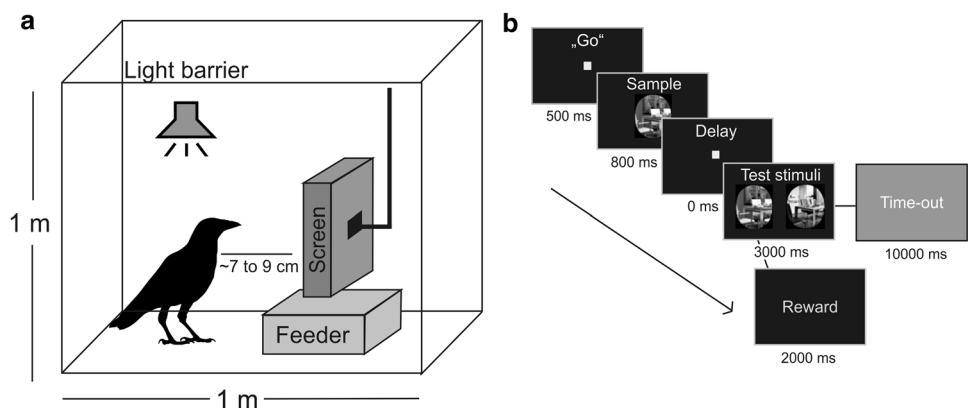 a
Light barrier
1 m
~7 to 9 cm
Screen
Feeder
1 m
b
„Go“
500 ms
Sample
800 ms
Delay
0 ms
Test stimuli
3000 ms
Time-out
10000 ms
Reward
2000 ms